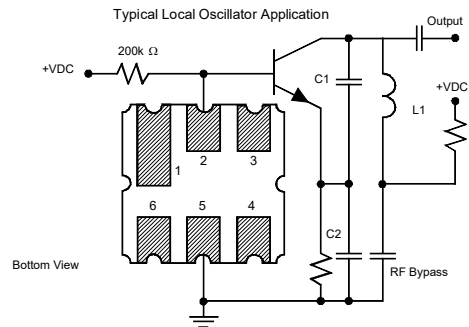 Typical Local Oscillator Application
Output
200k Ω
+VDC
+VDC
C1
L1
2
3
1
6
5
4
C2
Bottom View
RF Bypass